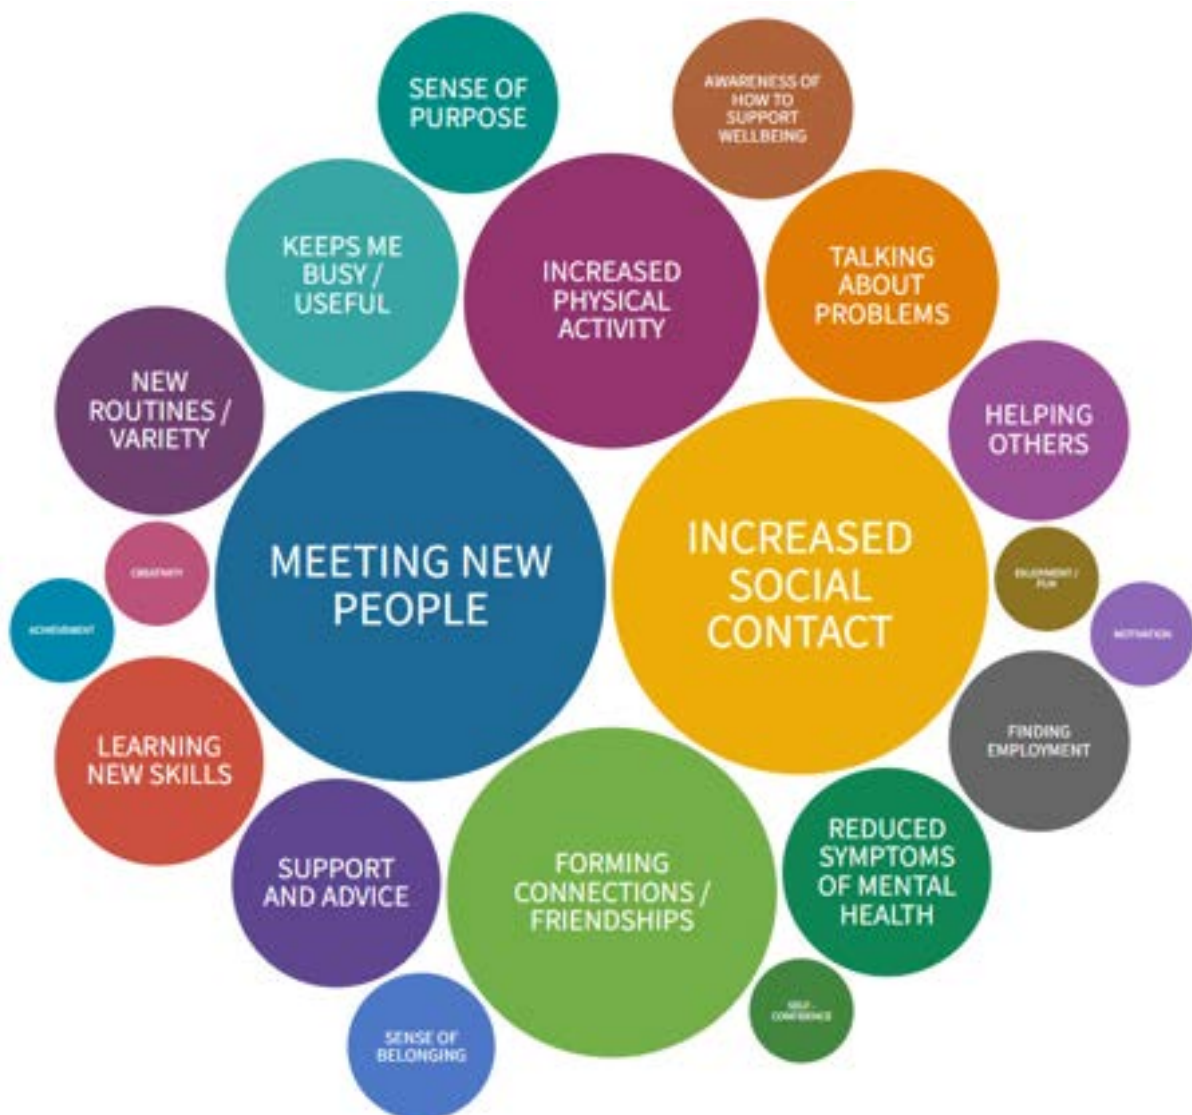 SENSE OF
PURPOSE
AWARENESS OF
HOW TO
SUPPORT
WELLBEING
KEEPS ME
BUSY /
USEFUL
INCREASED
PHYSICAL
ACTIVITY
TALKING
ABOUT
PROBLEMS
NEW
ROUTINES /
VARIETY
HELPING
OTHERS
MEETING NEW
PEOPLE
INCREASED
SOCIAL
CONTACT
CREATIVITY
ENJOYMENT /
FUN
ACHIEVEMENT
MOTIVATION
LEARNING
NEW SKILLS
FINDING
EMPLOYMENT
SUPPORT
AND ADVICE
FORMING
CONNECTIONS /
FRIENDSHIPS
REDUCED
SYMPTOMS
OF MENTAL
HEALTH
SELF -
CONFIDENCE
SENSE OF
BELONGING